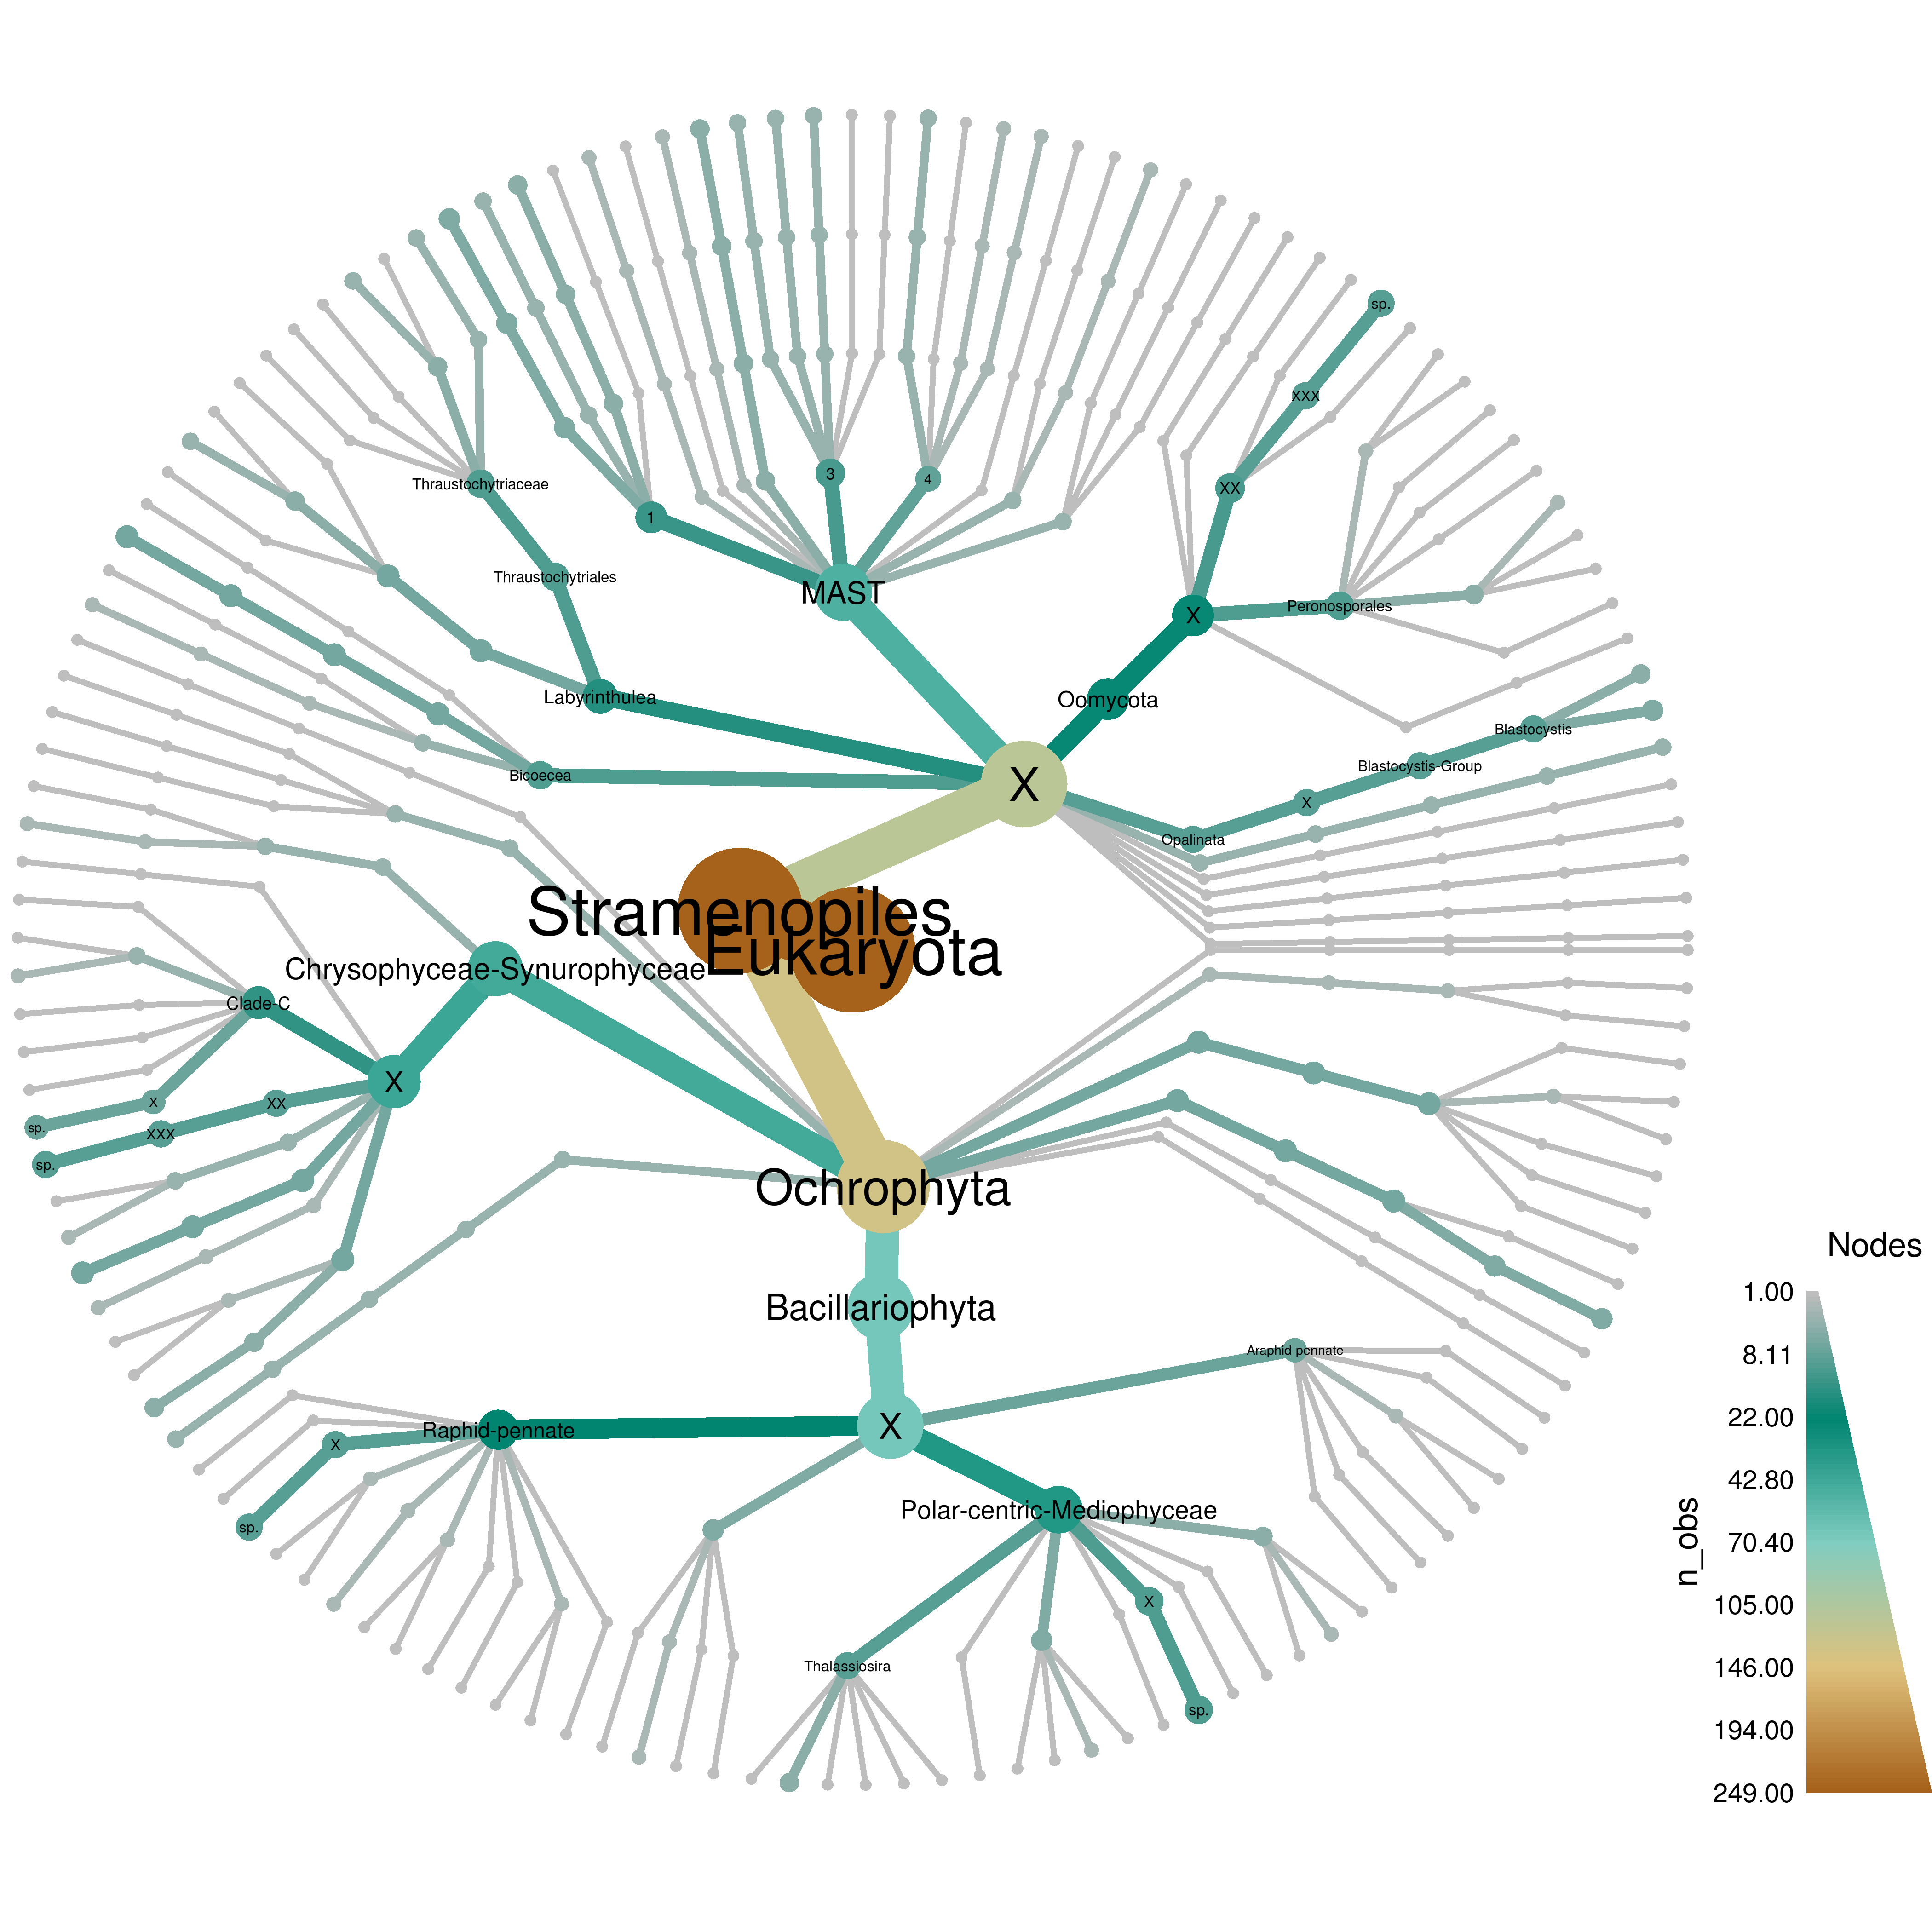 sp.
XXX
Thraustochytriaceae
3
4
XX
1
Thraustochytriales
MAST
Peronosporales
X
Labyrinthulea
Oomycota
Blastocystis
Blastocystis-Group
Bicoecea
X
X
Opalinata
Stramenopiles
Eukaryota
Chrysophyceae-Synurophyceae
Clade-C
X
X
XX
sp.
XXX
sp.
Ochrophyta
Bacillariophyta
Araphid-pennate
X
Raphid-pennate
X
sp.
Polar-centric-Mediophyceae
X
Thalassiosira
sp.
Nodes
1.00
8.11
22.00
42.80
70.40
105.00
146.00
194.00
249.00
n_obs